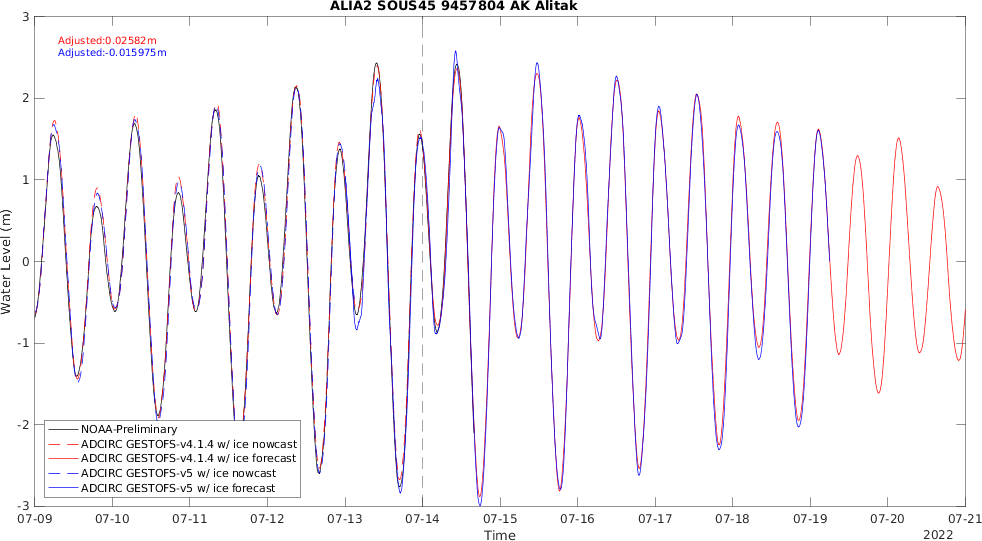 ALIA2 SOUS45 9457804 AK Alitak
Adjusted:0.02582m
Adjusted:-0.015975m
3
2
1
0
-1
-2
-3
Water Level (m)
NOAA-Preliminary
ADCIRC GESTOFS-v4.1.4 w/ ice nowcast
ADCIRC GESTOFS-v4.1.4 w/ ice forecast
ADCIRC GESTOFS-v5 w/ ice nowcast
ADCIRC GESTOFS-v5 w/ ice forecast
07-09 07-10 07-11 07-12 07-13 07-14 07-15 07-16 07-17 07-18 07-19 07-20 07-21
Time
2022